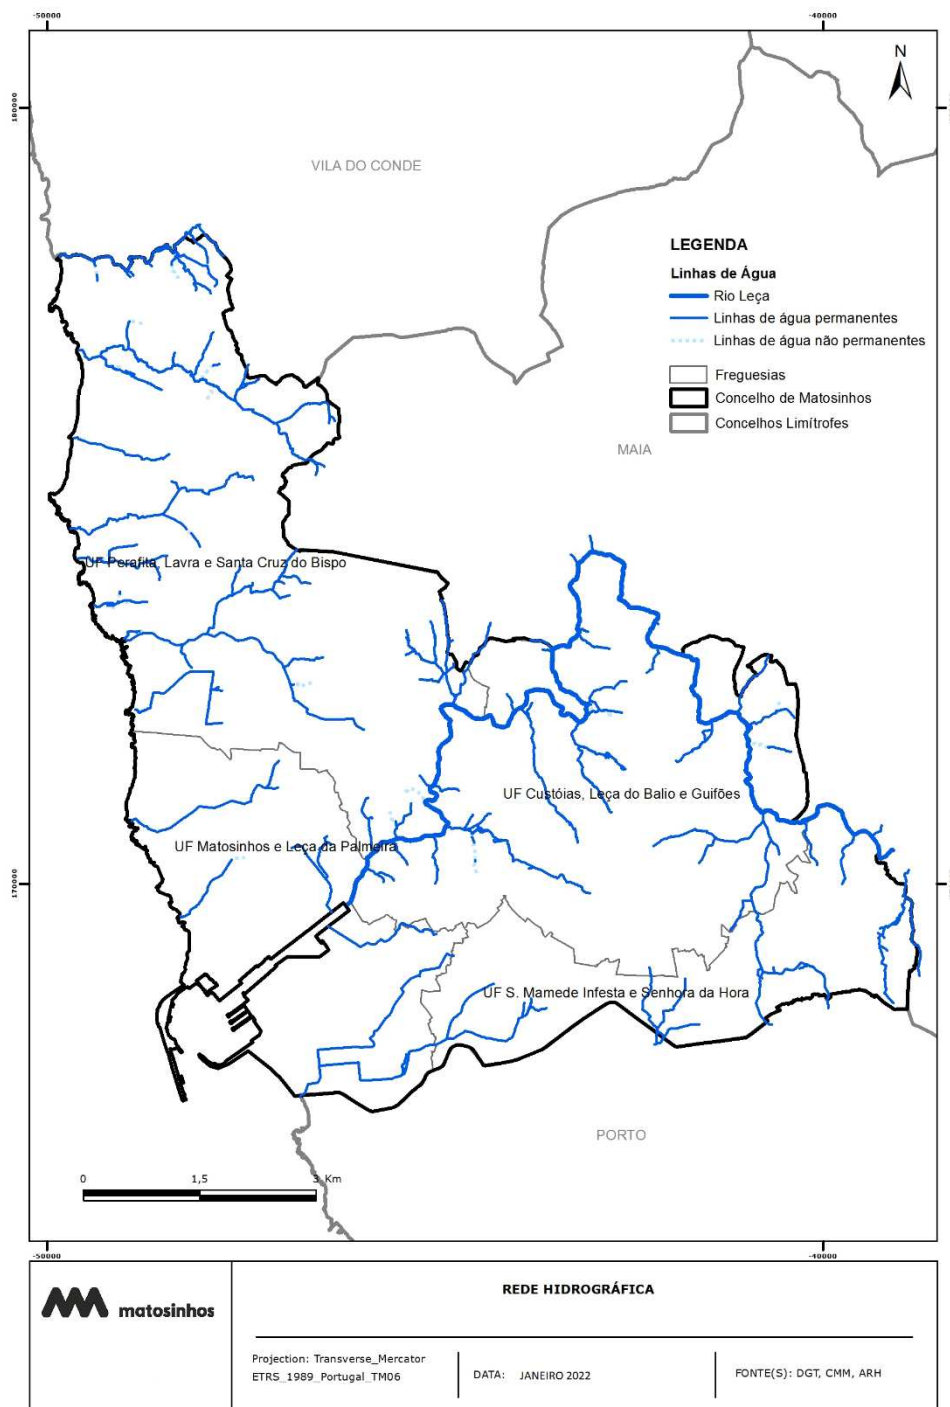 -50000
-40000
180000
N
VILA DO CONDE
LEGENDA
Linhas de Água
Rio Leça
Linhas de água permanentes
Linhas de água não permanentes
Freguesias
Concelho de Matosinhos
Concelhos Limítrofes
MAIA
UF Perafita, Lavra e Santa Cruz do Bispo
UF Custóias, Leça do Balio e Guifões
UF Matosinhos e Leça da Palmeira
170000
UF S. Mamede Infesta e Senhora da Hora
PORTO
0 1,5 3 Km
-50000
-40000
matosinhos
REDE HIDROGRÁFICA
Projection: Transverse_Mercator
ETRS_1989_Portugal_TM06
DATA: JANEIRO 2022
FONTE(S): DGT, CMM, ARH